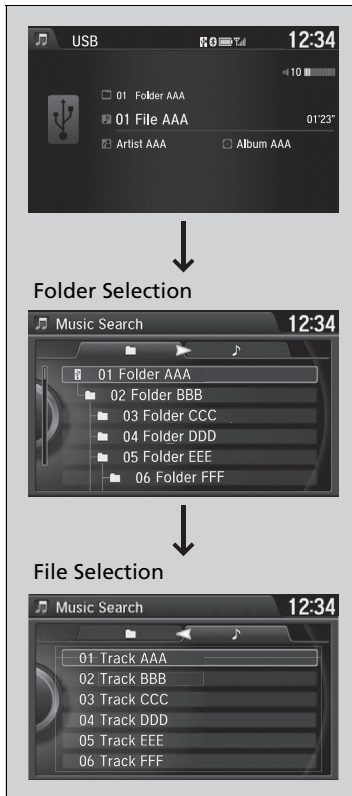 USB 12:34
10
01 Folder AAA
01 File AAA 01'23"
Artist AAA Album AAA
Folder Selection
Music Search 12:34
01 Folder AAA
02 Folder BBB
03 Folder CCC
04 Folder DDD
05 Folder EEE
06 Folder FFF
File Selection
Music Search 12:34
01 Track AAA
02 Track BBB
03 Track CCC
04 Track DDD
05 Track EEE
06 Track FFF